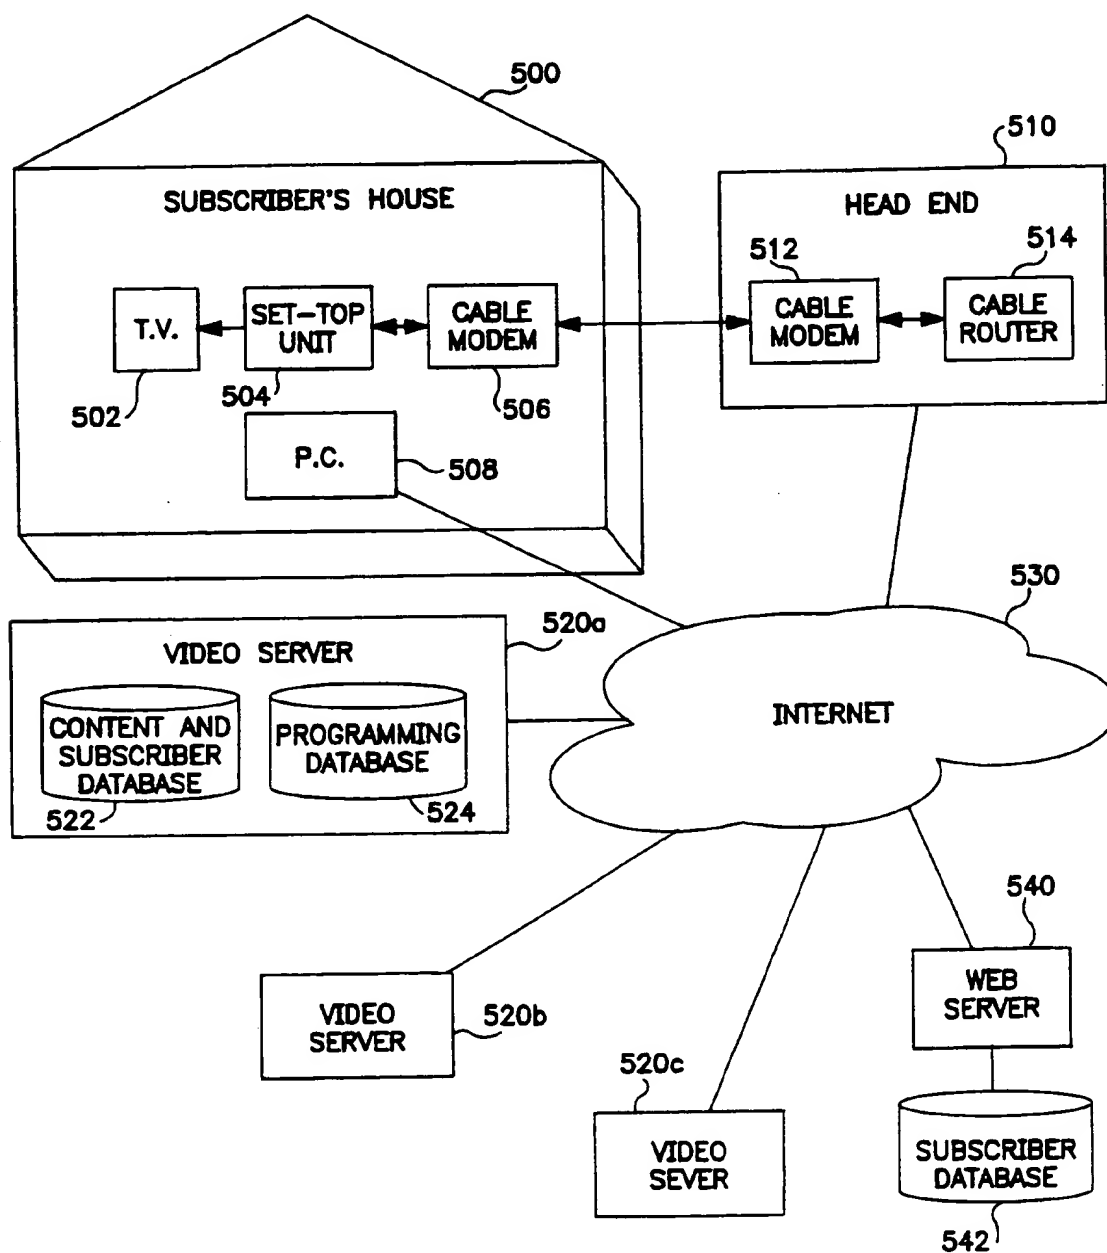 500
SUBSCRIBER'S HOUSE
T.V.
502
SET-TOP
UNIT
504
CABLE
MODEM
506
P.C.
508
510
HEAD END
512
CABLE
MODEM
514
CABLE
ROUTER
530
INTERNET
520a
VIDEO SERVER
CONTENT AND
SUBSCRIBER
DATABASE
522
PROGRAMMING
DATABASE
524
VIDEO
SERVER
520b
520c
VIDEO
SEVER
540
WEB
SERVER
SUBSCRIBER
DATABASE
542